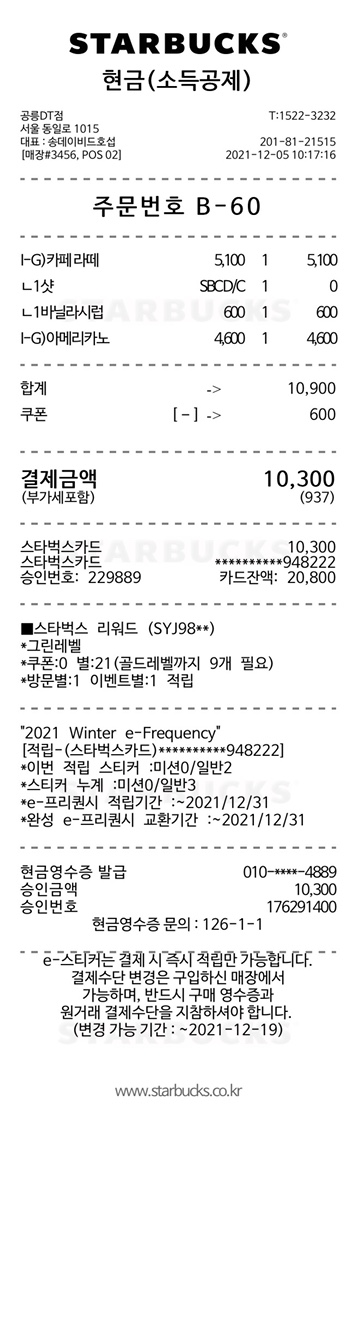 STARBUCKS®
현금(소득공제)
공릉DT점 T:1522-3232
서울 동일로 1015
대표 : 송데이비드호섭 201-81-21515
[매장#3456, POS 02] 2021-12-05 10:17:16
주문번호 B-60
I-G)카페 라떼 5,100 1 5,100
ㄴ1샷 SBCD/C 1 0
ㄴ1바닐라시럽 600 1 600
I-G)아메리카노 4,600 1 4,600
합계 -> 10,900
쿠폰 [-] -> 600
결제금액 10,300
(부가세포함) (937)
스타벅스카드 10,300
스타벅스카드 **********948222
승인번호: 229889 카드잔액: 20,800
■스타벅스 리워드 (SYJ98**)
*그린레벨
*쿠폰:0 별:21(골드레벨까지 9개 필요)
*방문별:1 이벤트별:1 적립
"2021 Winter e-Frequency"
[적립-(스타벅스카드)**********948222]
*이번 적립 스티커 :미션0/일반2
*스티커 누계 :미션0/일반3
*e-프리퀀시 적립기간 :~2021/12/31
*완성 e-프리퀀시 교환기간 :~2021/12/31
현금영수증 발급 010-****-4889
승인금액 10,300
승인번호 176291400
현금영수증 문의 : 126-1-1
e-스티커는 결제 시 즉시 적립만 가능합니다.
결제수단 변경은 구입하신 매장에서
가능하며, 반드시 구매 영수증과
원거래 결제수단을 지참하셔야 합니다.
(변경 가능 기간 : ~2021-12-19)
www.starbucks.co.kr